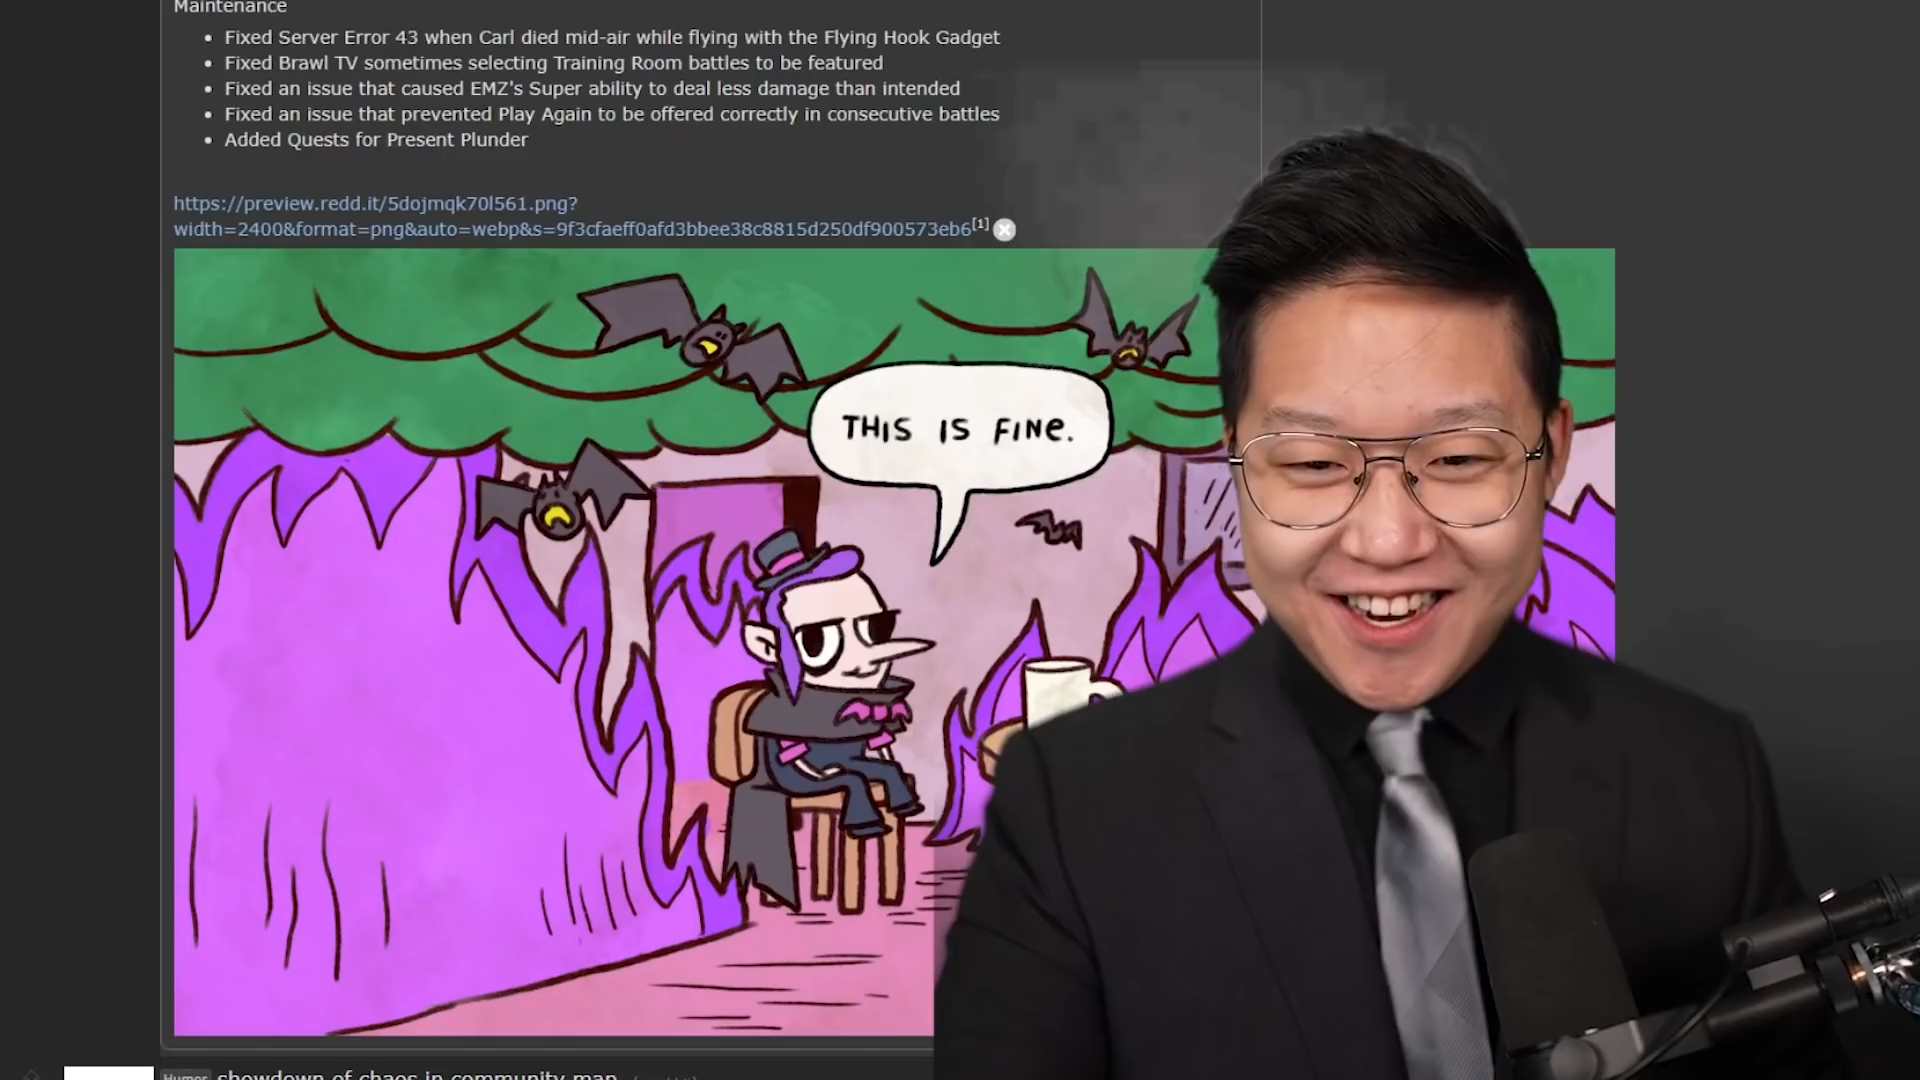 Maintenance
Fixed Server Error 43 when Carl died mid-air while flying with the Flying Hook Gadget
Fixed Brawl TV sometimes selecting Training Room battles to be featured
Fixed an issue that caused EMZ's Super ability to deal less damage than intended
Fixed an issue that prevented Play Again to be offered correctly in consecutive battles
Added Quests for Present Plunder
https://preview.redd.it/5dojmqk70l561.png?
width=2400&format=png&auto=webp&s=9f3cfaeff0afd3bbee38c8815d250df900573eb6[1]
THIS IS FINE.
Humor showdown of chaos in community map